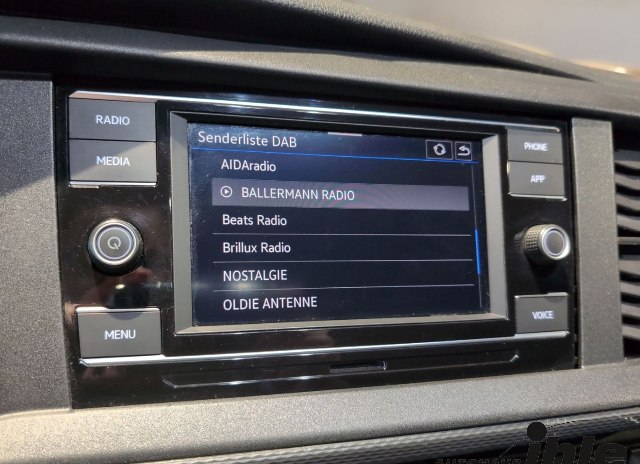 RADIO
MEDIA
MENU
Senderliste DAB
AIDAradio
BALLERMANN RADIO
Beats Radio
Brillux Radio
NOSTALGIE
OLDIE ANTENNE
PHONE
APP
VOICE
ihle